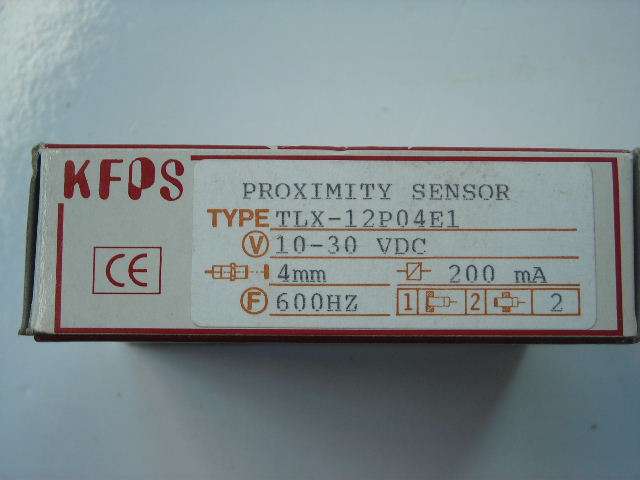 KFPS
PROXIMITY SENSOR
TYPE TLX-12P04E1
V 10-30 VDC
CE
4mm 200 mA
F 600HZ 1 2 2